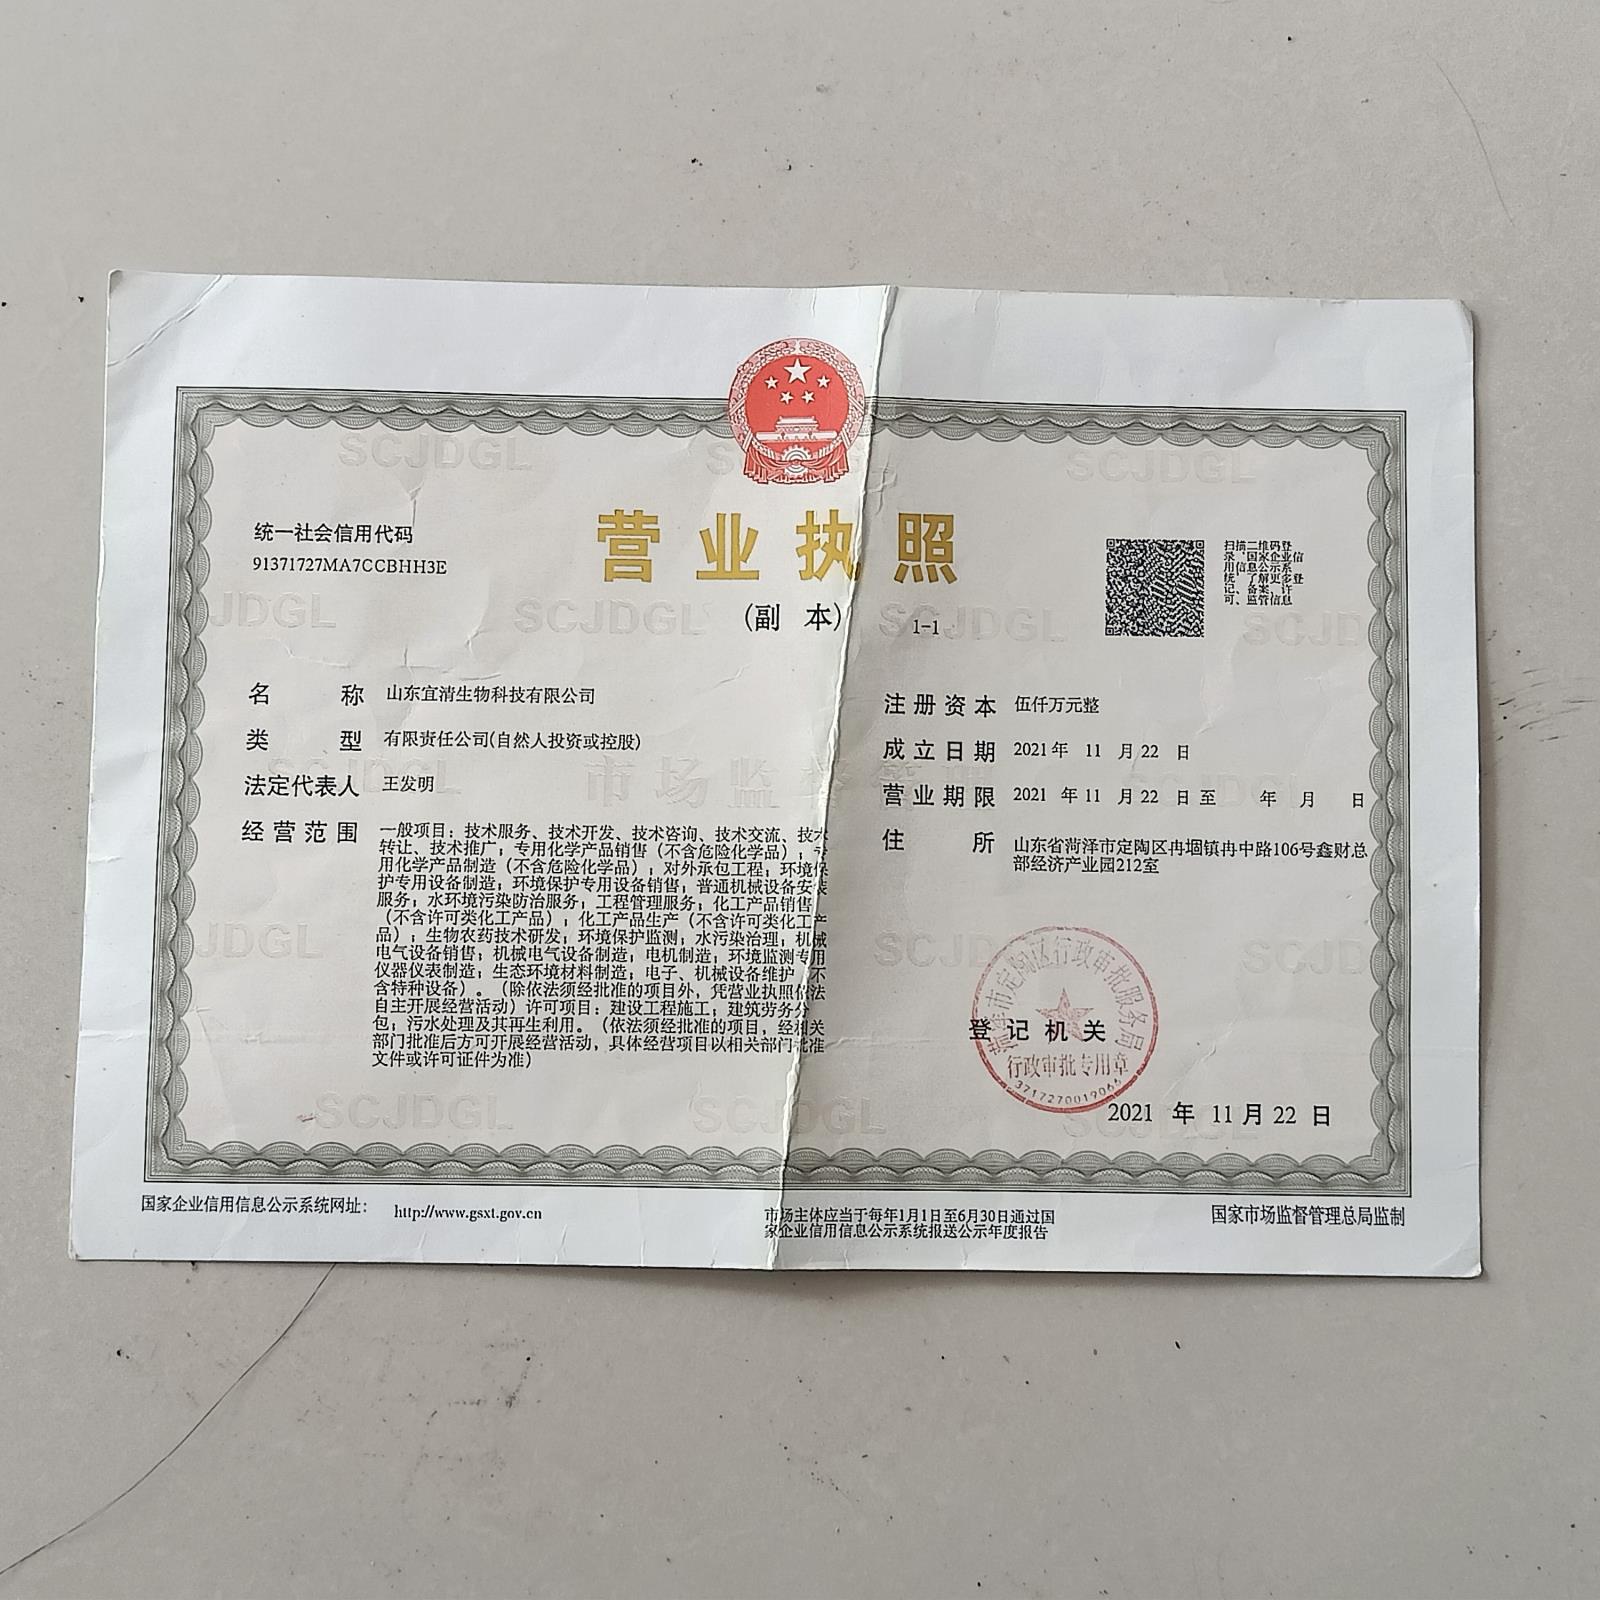 营业执照
(副 本)
1-1
统一社会信用代码
91371727MA7CCBHH3E
扫描二维码登
录'国家企业信
用信息公示系
统'了解更多登
记、备案、许
可、监管信息
名 称 山东宜清生物科技有限公司
类 型 有限责任公司(自然人投资或控股)
法定代表人 王发明
经营范围 一般项目：技术服务、技术开发、技术咨询、技术交流、技术
转让、技术推广；专用化学产品销售（不含危险化学品）；专
用化学产品制造（不含危险化学品）；对外承包工程；环境保
护专用设备制造；环境保护专用设备销售；普通机械设备安装
服务；水环境污染防治服务；工程管理服务；化工产品销售
（不含许可类化工产品）；化工产品生产（不含许可类化工产
品）；生物农药技术研发；环境保护监测；水污染治理；机械
电气设备销售；机械电气设备制造；电机制造；环境监测专用
仪器仪表制造；生态环境材料制造；电子、机械设备维护（不
含特种设备）。（除依法须经批准的项目外，凭营业执照依法
自主开展经营活动）许可项目：建设工程施工；建筑劳务分
包；污水处理及其再生利用。（依法须经批准的项目，经相关
部门批准后方可开展经营活动，具体经营项目以相关部门批准
文件或许可证件为准）
注册资本 伍仟万元整
成立日期 2021年 11 月 22 日
营业期限 2021 年 11 月 22 日 至 年 月 日
住 所 山东省菏泽市定陶区冉堌镇冉中路106号鑫财总
部经济产业园212室
菏泽市定陶区行政审批服务局
登记机关
行政审批专用章
3717270019066
2021 年 11 月 22 日
国家企业信用信息公示系统网址： http://www.gsxt.gov.cn
市场主体应当于每年1月1日至6月30日通过国
家企业信用信息公示系统报送公示年度报告
国家市场监督管理总局监制
SCJDGL
市场监督管理